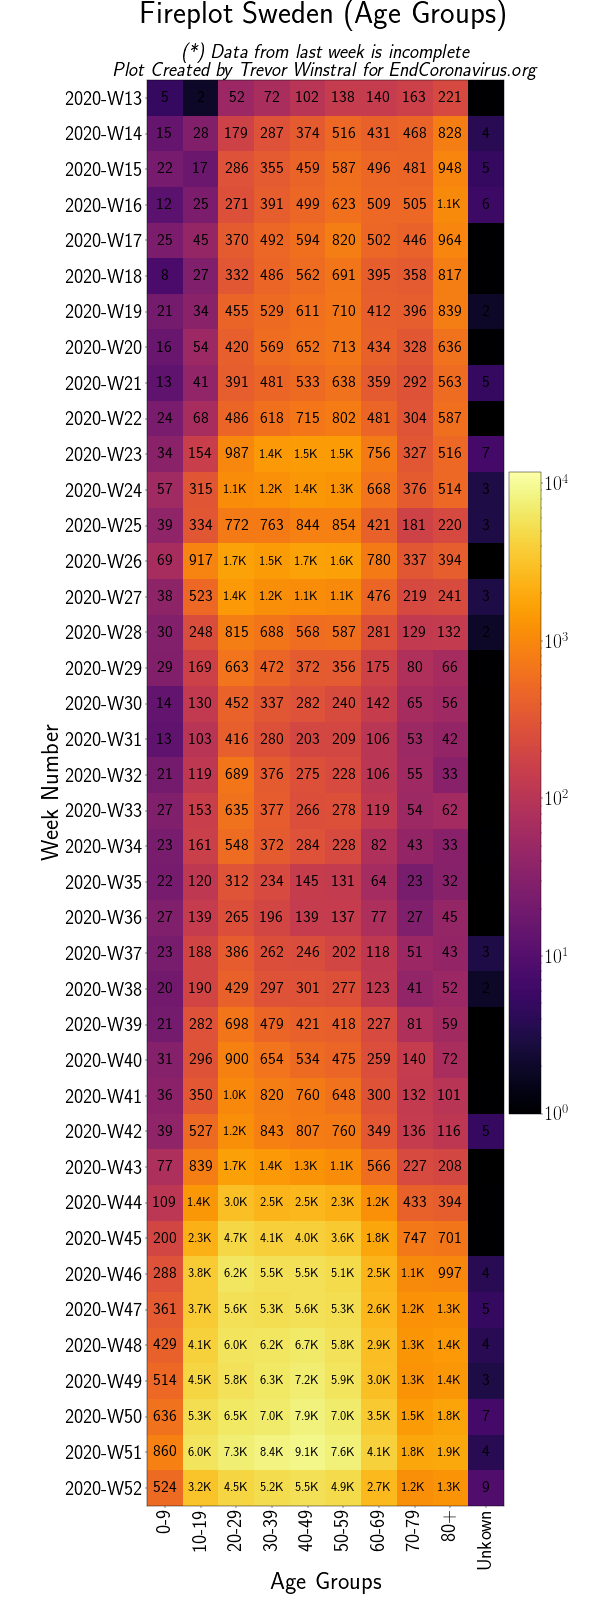 Fireplot Sweden (Age Groups)
(*) Data from last week is incomplete
Plot Created by Trevor Winstral for EndCoronavirus.org
2020-W13 5 2 52 72 102 138 140 163 221
2020-W14 15 28 179 287 374 516 431 468 828 4
2020-W15 22 17 286 355 459 587 496 481 948 5
2020-W16 12 25 271 391 499 623 509 505 1.1K 6
2020-W17 25 45 370 492 594 820 502 446 964
2020-W18 8 27 332 486 562 691 395 358 817
2020-W19 21 34 455 529 611 710 412 396 839 2
2020-W20 16 54 420 569 652 713 434 328 636
2020-W21 13 41 391 481 533 638 359 292 563 5
2020-W22 24 68 486 618 715 802 481 304 587
2020-W23 34 154 987 1.4K 1.5K 1.5K 756 327 516 7
2020-W24 57 315 1.1K 1.2K 1.4K 1.3K 668 376 514 3
2020-W25 39 334 772 763 844 854 421 181 220 3
2020-W26 69 917 1.7K 1.5K 1.7K 1.6K 780 337 394
2020-W27 38 523 1.4K 1.2K 1.1K 1.1K 476 219 241 3
2020-W28 30 248 815 688 568 587 281 129 132 2
2020-W29 29 169 663 472 372 356 175 80 66
2020-W30 14 130 452 337 282 240 142 65 56
2020-W31 13 103 416 280 203 209 106 53 42
2020-W32 21 119 689 376 275 228 106 55 33
2020-W33 27 153 635 377 266 278 119 54 62
2020-W34 23 161 548 372 284 228 82 43 33
2020-W35 22 120 312 234 145 131 64 23 32
2020-W36 27 139 265 196 139 137 77 27 45
2020-W37 23 188 386 262 246 202 118 51 43 3
2020-W38 20 190 429 297 301 277 123 41 52 2
2020-W39 21 282 698 479 421 418 227 81 59
2020-W40 31 296 900 654 534 475 259 140 72
2020-W41 36 350 1.0K 820 760 648 300 132 101
2020-W42 39 527 1.2K 843 807 760 349 136 116 5
2020-W43 77 839 1.7K 1.4K 1.3K 1.1K 566 227 208
2020-W44 109 1.4K 3.0K 2.5K 2.5K 2.3K 1.2K 433 394
2020-W45 200 2.3K 4.7K 4.1K 4.0K 3.6K 1.8K 747 701
2020-W46 288 3.8K 6.2K 5.5K 5.5K 5.1K 2.5K 1.1K 997 4
2020-W47 361 3.7K 5.6K 5.3K 5.6K 5.3K 2.6K 1.2K 1.3K 5
2020-W48 429 4.1K 6.0K 6.2K 6.7K 5.8K 2.9K 1.3K 1.4K 4
2020-W49 514 4.5K 5.8K 6.3K 7.2K 5.9K 3.0K 1.3K 1.4K 3
2020-W50 636 5.3K 6.5K 7.0K 7.9K 7.0K 3.5K 1.5K 1.8K 7
2020-W51 860 6.0K 7.3K 8.4K 9.1K 7.6K 4.1K 1.8K 1.9K 4
2020-W52 524 3.2K 4.5K 5.2K 5.5K 4.9K 2.7K 1.2K 1.3K 9
0-9 10-19 20-29 30-39 40-49 50-59 60-69 70-79 80+ Unkown
Age Groups
Week Number
10⁴
10³
10²
10¹
10⁰